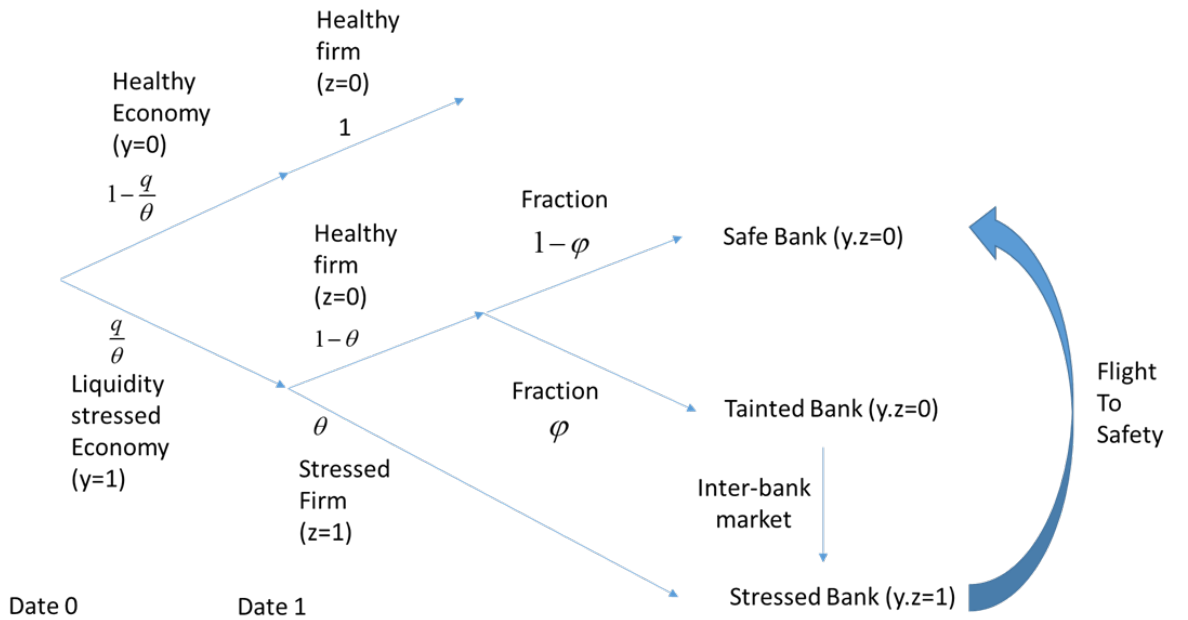 Healthy
firm
(z=0)
1
Healthy
Economy
(y=0)
1 − q/θ
Healthy
firm
(z=0)
1−θ
Fraction
1−φ
Safe Bank (y.z=0)
q/θ
Liquidity
stressed
Economy
(y=1)
θ
Stressed
Firm
(z=1)
Fraction
φ
Tainted Bank (y.z=0)
Inter-bank
market
Stressed Bank (y.z=1)
Flight
To
Safety
Date 0
Date 1